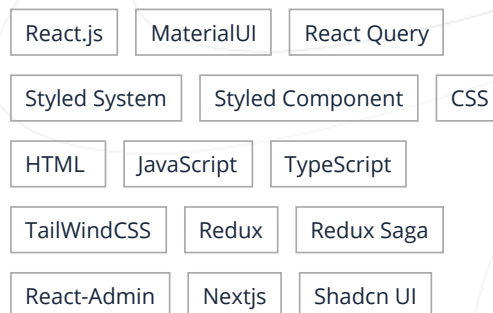 React.js MaterialUI React Query
Styled System Styled Component CSS
HTML JavaScript TypeScript
TailWindCSS Redux Redux Saga
React-Admin Nextjs Shadcn UI